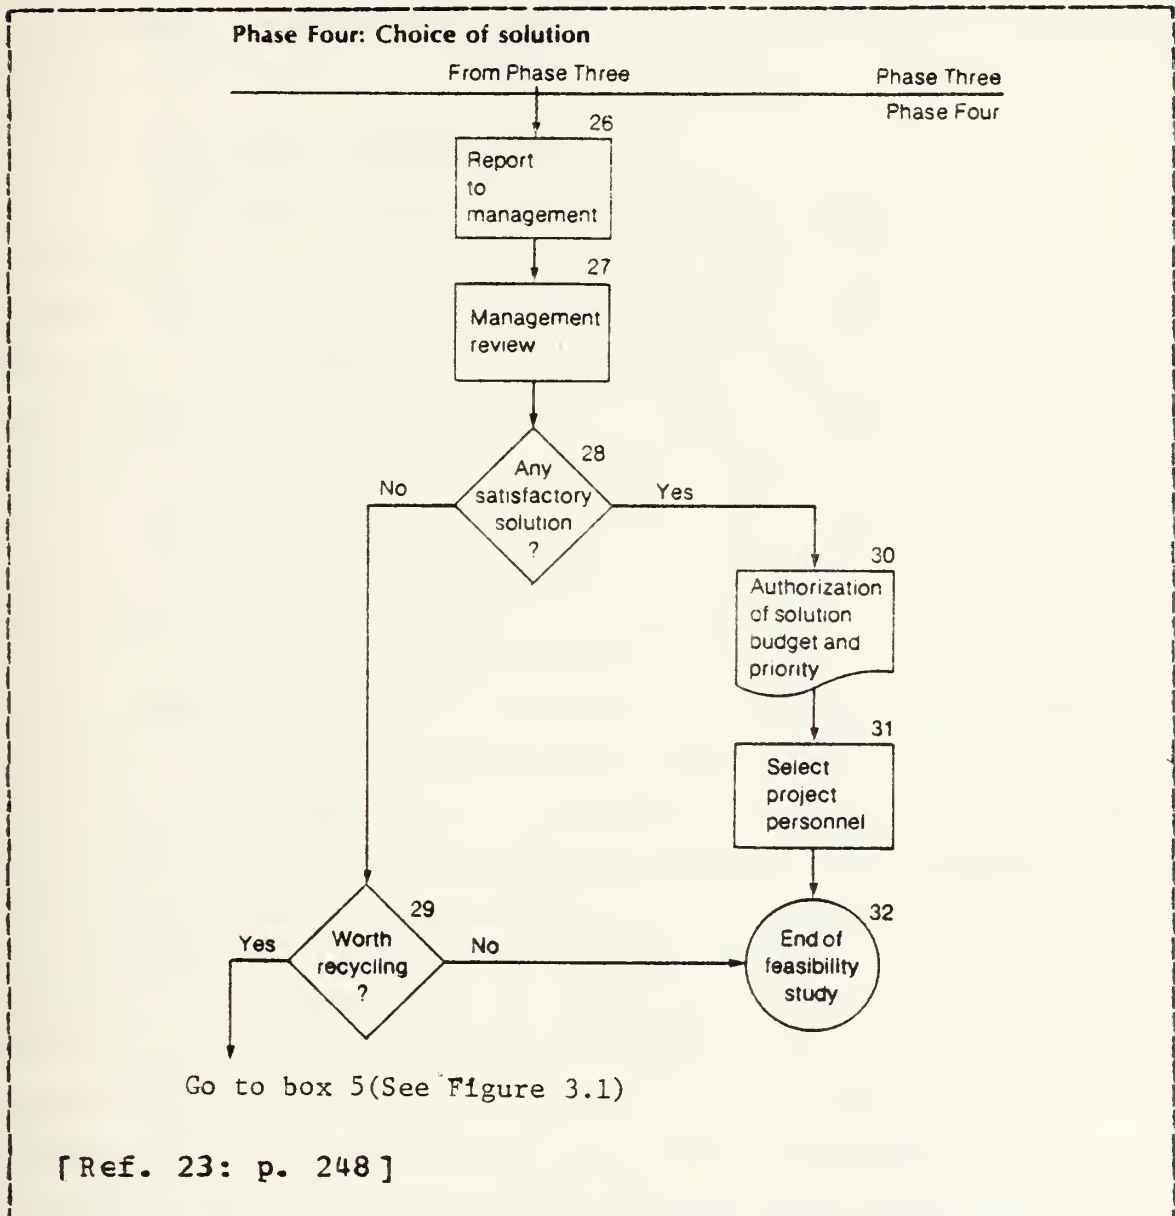 Phase Four: Choice of solution
From Phase Three
Phase Three
Phase Four
26
Report
to
management
27
Management
review
28
Any
satisfactory
solution
?
No
Yes
30
Authorization
of solution
budget and
priority
31
Select
project
personnel
29
Worth
recycling
?
Yes
No
32
End of
feasibility
study
Go to box 5(See Figure 3.1)
[Ref. 23: p. 248]